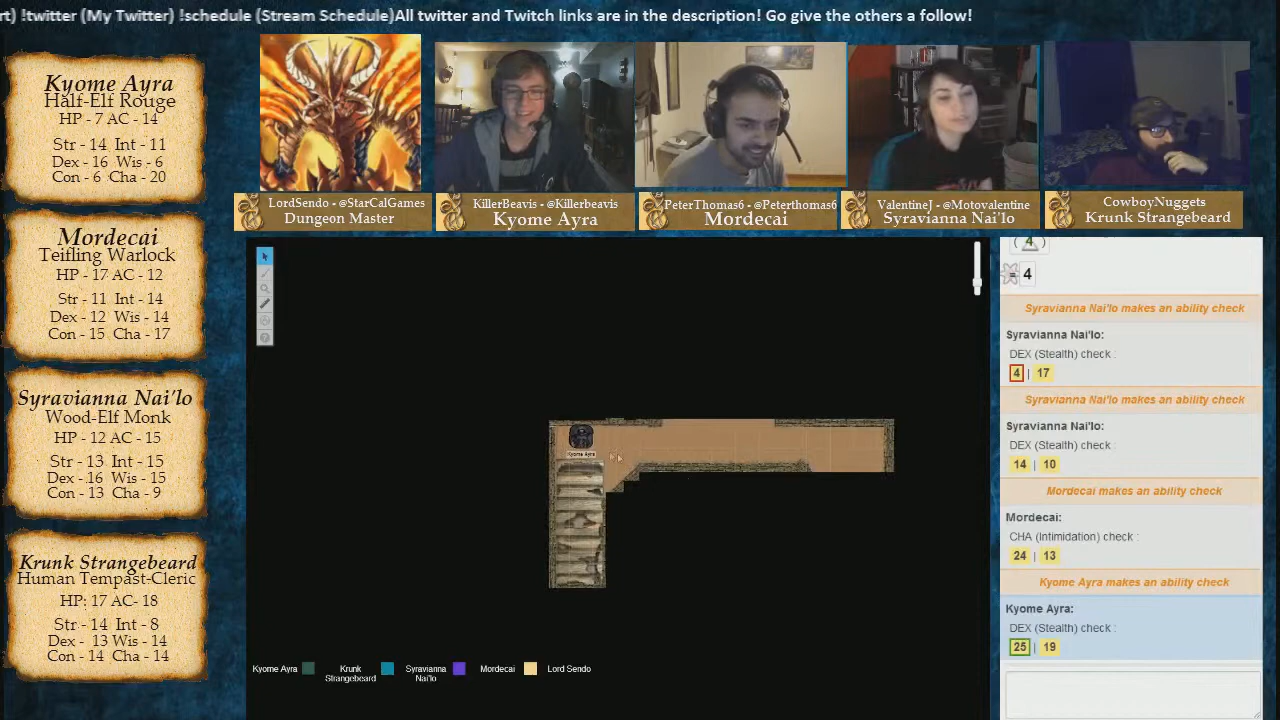 rt) !twitter (My Twitter) !schedule (Stream Schedule)All twitter and Twitch links are in the description! Go give the others a follow!
Kyome Ayra
Half-Elf Rouge
HP - 7 AC - 14
Str - 14 Int - 11
Dex - 16 Wis - 6
Con - 6 Cha - 20
Mordecai
Teifling Warlock
HP - 17 AC - 12
Str - 11 Int - 14
Dex - 12 Wis - 14
Con - 15 Cha - 17
Syravianna Nai'lo
Wood-Elf Monk
HP - 12 AC - 15
Str - 13 Int - 15
Dex - 16 Wis - 15
Con - 13 Cha - 9
Krunk Strangebeard
Human Tempast-Cleric
HP: 17 AC- 18
Str - 14 Int - 8
Dex - 13 Wis - 14
Con - 14 Cha - 14
LordSendo - @StarCalGames
Dungeon Master
KillerBeavis - @Killerbeavis
Kyome Ayra
PeterThomas6 - @Peterthomas6
Mordecai
ValentineJ - @Motovalentine
Syravianna Nai'lo
CowboyNuggets
Krunk Strangebeard
Kyome Ayra
Kyome Ayra
Krunk Strangebeard
Syravianna Nai'lo
Mordecai
Lord Sendo
( 4 )
= 4
Syravianna Nai'lo makes an ability check
Syravianna Nai'lo:
DEX (Stealth) check :
4 | 17
Syravianna Nai'lo makes an ability check
Syravianna Nai'lo:
DEX (Stealth) check :
14 | 10
Mordecai makes an ability check
Mordecai:
CHA (Intimidation) check :
24 | 13
Kyome Ayra makes an ability check
Kyome Ayra:
DEX (Stealth) check :
25 | 19